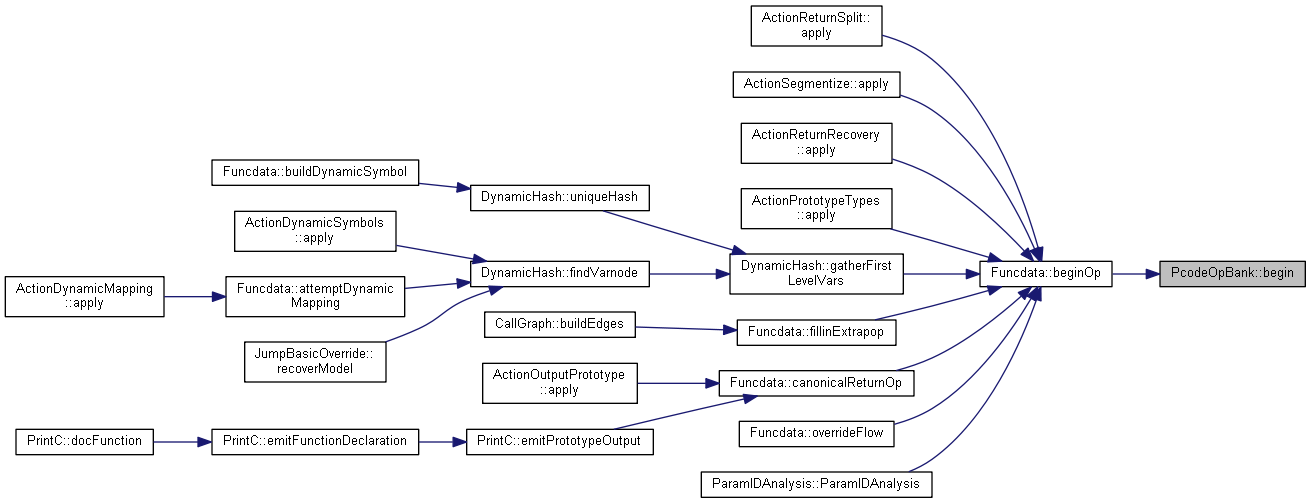 ActionReturnSplit::
apply
ActionSegmentize::apply
ActionReturnRecovery
::apply
Funcdata::buildDynamicSymbol
DynamicHash::uniqueHash
ActionPrototypeTypes
::apply
ActionDynamicSymbols
::apply
DynamicHash::findVarnode
DynamicHash::gatherFirst
LevelVars
Funcdata::beginOp
PcodeOpBank::begin
ActionDynamicMapping
::apply
Funcdata::attemptDynamic
Mapping
CallGraph::buildEdges
Funcdata::fillinExtrapop
JumpBasicOverride::
recoverModel
ActionOutputPrototype
::apply
Funcdata::canonicalReturnOp
PrintC::docFunction
PrintC::emitFunctionDeclaration
PrintC::emitPrototypeOutput
Funcdata::overrideFlow
ParamIDAnalysis::ParamIDAnalysis